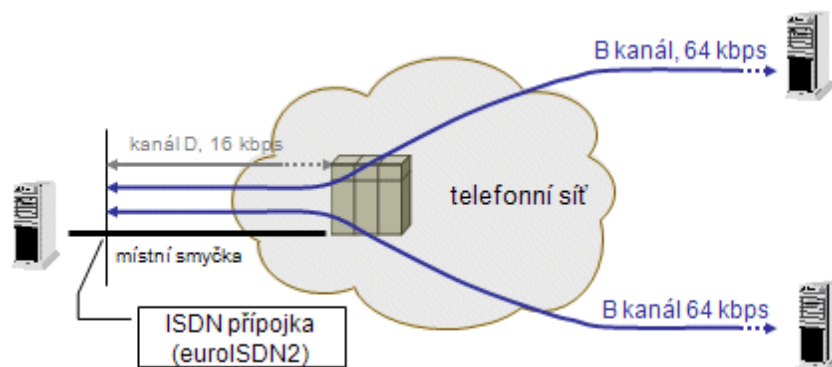 B kanál, 64 kbps
kanál D, 16 kbps
telefonní síť
místní smyčka
ISDN přípojka
(euroISDN2)
B kanál 64 kbps